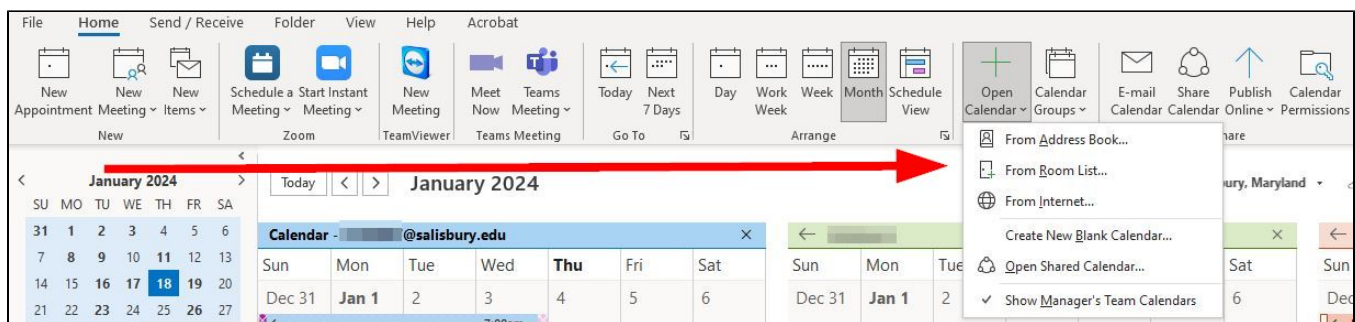 File Home Send / Receive Folder View Help Acrobat
New New New Schedule a Start Instant New Meet Teams Today Next Day Work Week Month Schedule Open Calendar E-mail Share Publish Calendar
Appointment Meeting Items Meeting Meeting Meeting Now Meeting 7 Days Week View Calendar Groups Calendar Calendar Online Permissions
New Zoom TeamViewer Teams Meeting Go To Arrange hare
From Address Book...
From Room List...
From Internet...
Create New Blank Calendar...
Open Shared Calendar...
Show Manager's Team Calendars
January 2024
SU MO TU WE TH FR SA
31 1 2 3 4 5 6
7 8 9 10 11 12 13
14 15 16 17 18 19 20
21 22 23 24 25 26 27
Today January 2024 bury, Maryland
Calendar - @salisbury.edu
Sun Mon Tue Wed Thu Fri Sat Sun Mon Tue Sat Sun
Dec 31 Jan 1 2 3 4 5 6 Dec 31 Jan 1 2 6 Dec